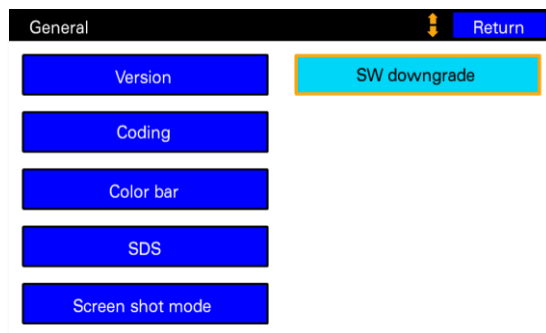 General
Return
Version
SW downgrade
Coding
Color bar
SDS
Screen shot mode